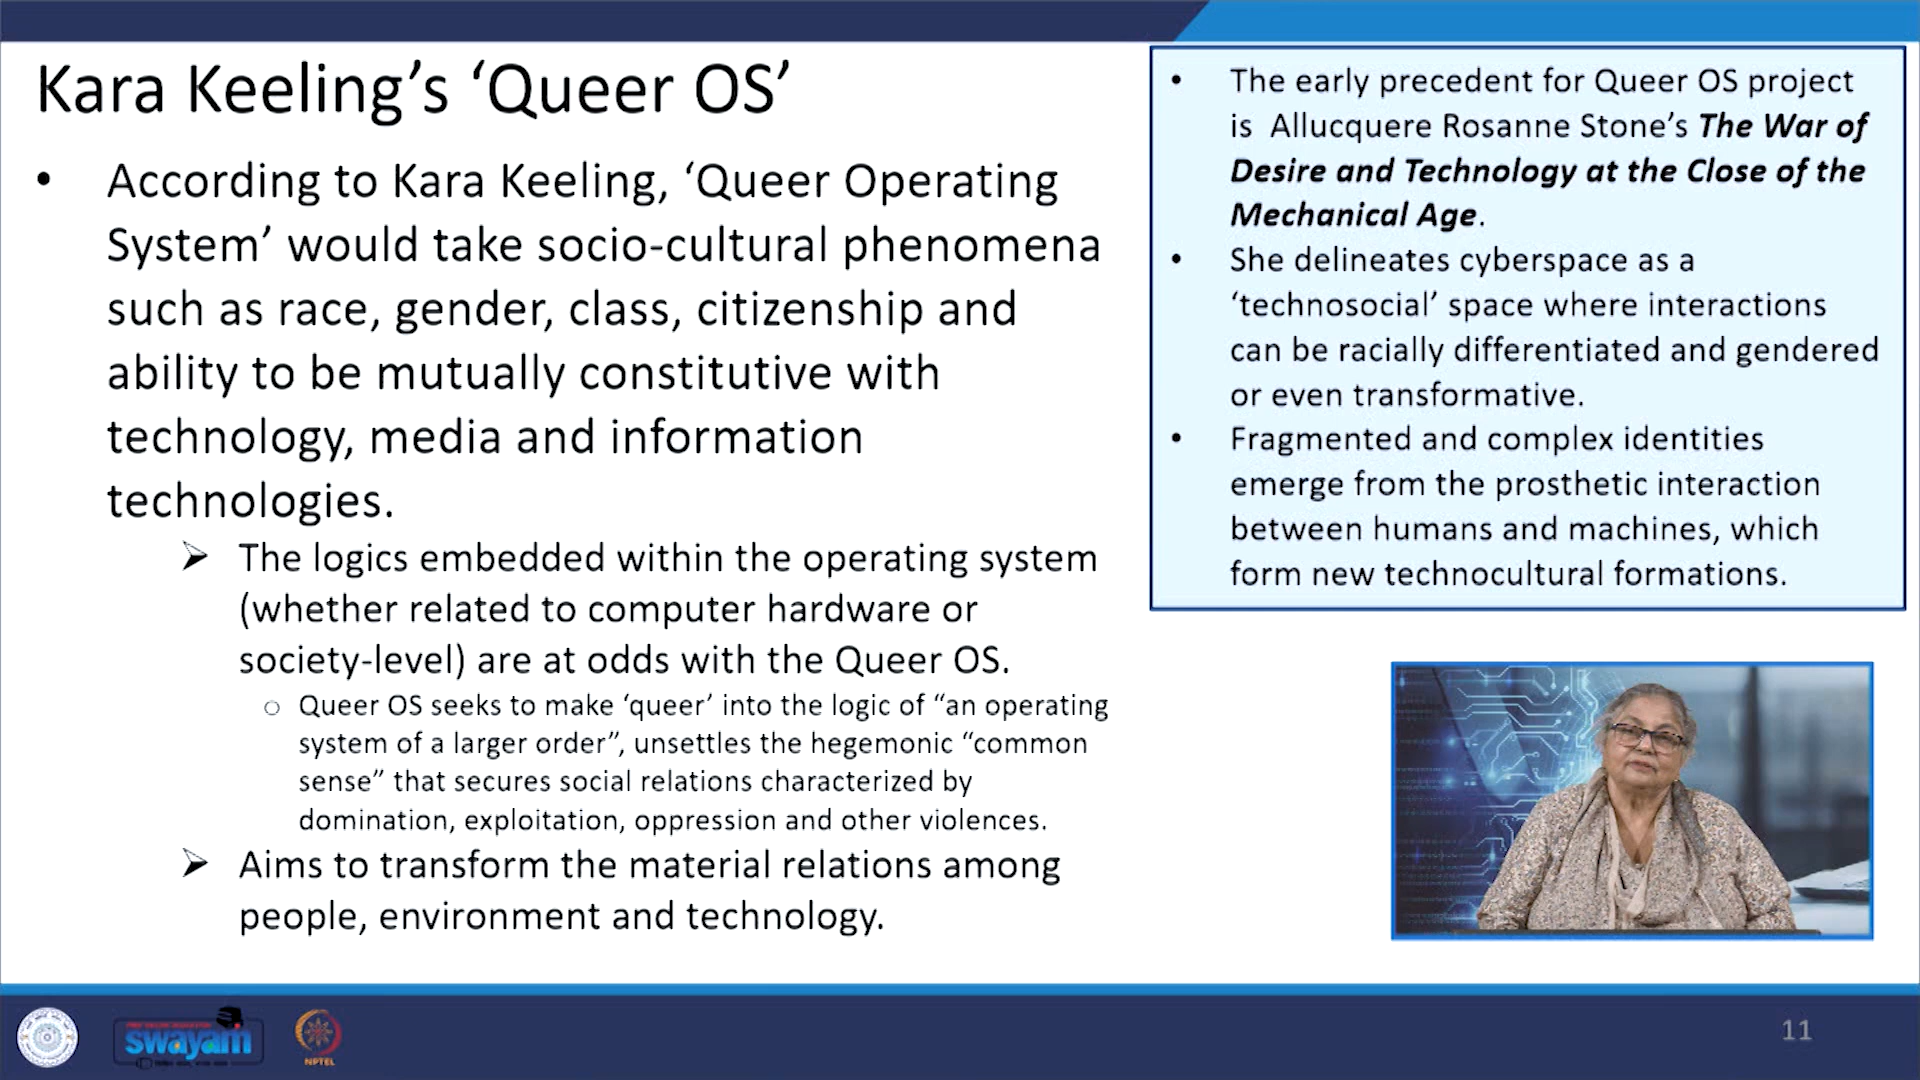 Kara Keeling’s ‘Queer OS’
• According to Kara Keeling, ‘Queer Operating
System’ would take socio-cultural phenomena
such as race, gender, class, citizenship and
ability to be mutually constitutive with
technology, media and information
technologies.
➢ The logics embedded within the operating system
(whether related to computer hardware or
society-level) are at odds with the Queer OS.
○ Queer OS seeks to make ‘queer’ into the logic of “an operating
system of a larger order”, unsettles the hegemonic “common
sense” that secures social relations characterized by
domination, exploitation, oppression and other violences.
➢ Aims to transform the material relations among
people, environment and technology.
• The early precedent for Queer OS project
is Allucquere Rosanne Stone’s The War of
Desire and Technology at the Close of the
Mechanical Age.
• She delineates cyberspace as a
‘technosocial’ space where interactions
can be racially differentiated and gendered
or even transformative.
• Fragmented and complex identities
emerge from the prosthetic interaction
between humans and machines, which
form new technocultural formations.
swayam
NPTEL
11